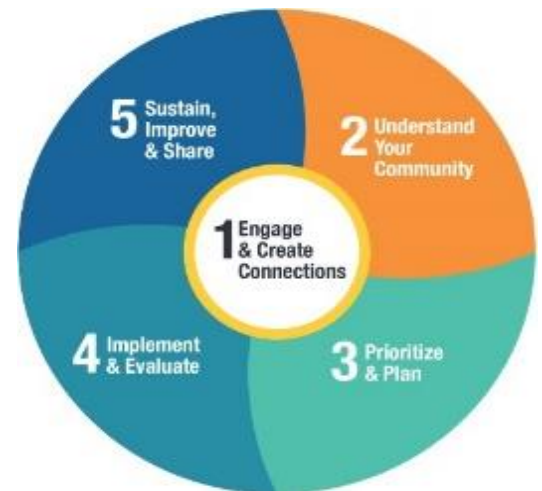 1 Engage
& Create
Connections
2 Understand
Your
Community
3 Prioritize
& Plan
4 Implement
& Evaluate
5 Sustain,
Improve
& Share